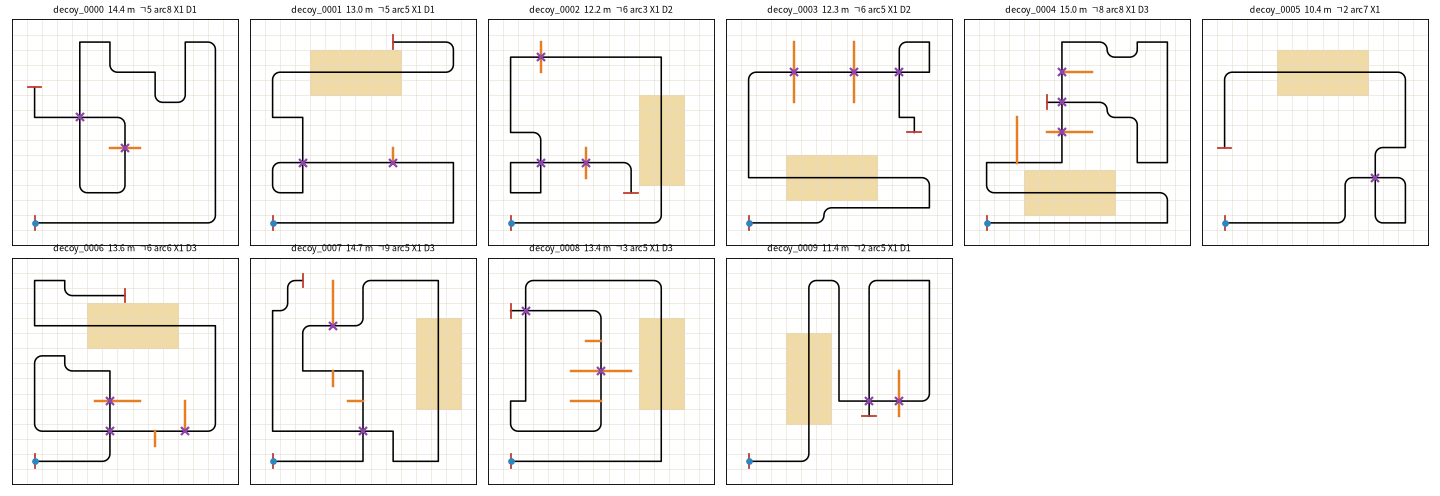 decoy_0000 14.4 m ¬5 arc8 X1 D1
decoy_0001 13.0 m ¬5 arc5 X1 D1
decoy_0002 12.2 m ¬6 arc3 X1 D2
decoy_0003 12.3 m ¬6 arc5 X1 D2
decoy_0004 15.0 m ¬8 arc8 X1 D3
decoy_0005 10.4 m ¬2 arc7 X1
decoy_0006 13.6 m ¬6 arc6 X1 D3
decoy_0007 14.7 m ¬9 arc5 X1 D3
decoy_0008 13.4 m ¬3 arc5 X1 D3
decoy_0009 11.4 m ¬2 arc5 X1 D1